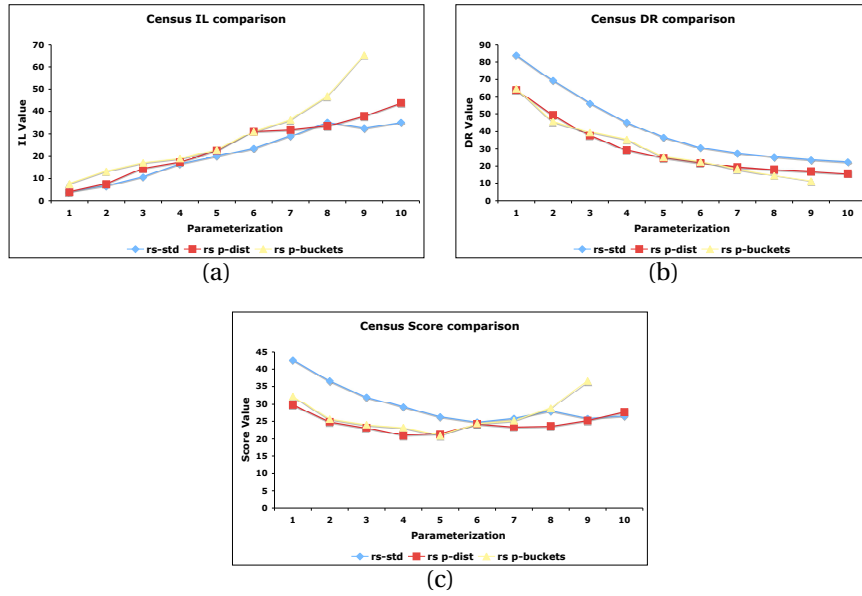 Census IL comparison
70
60
50
40
30
20
10
0
IL Value
1 2 3 4 5 6 7 8 9 10
Parameterization
rs-std rs p-dist rs p-buckets
(a)
Census DR comparison
90
80
70
60
50
40
30
20
10
0
DR Value
1 2 3 4 5 6 7 8 9 10
Parameterization
rs-std rs p-dist rs p-buckets
(b)
Census Score comparison
45
40
35
30
25
20
15
10
5
0
Score Value
1 2 3 4 5 6 7 8 9 10
Parameterization
rs-std rs p-dist rs p-buckets
(c)